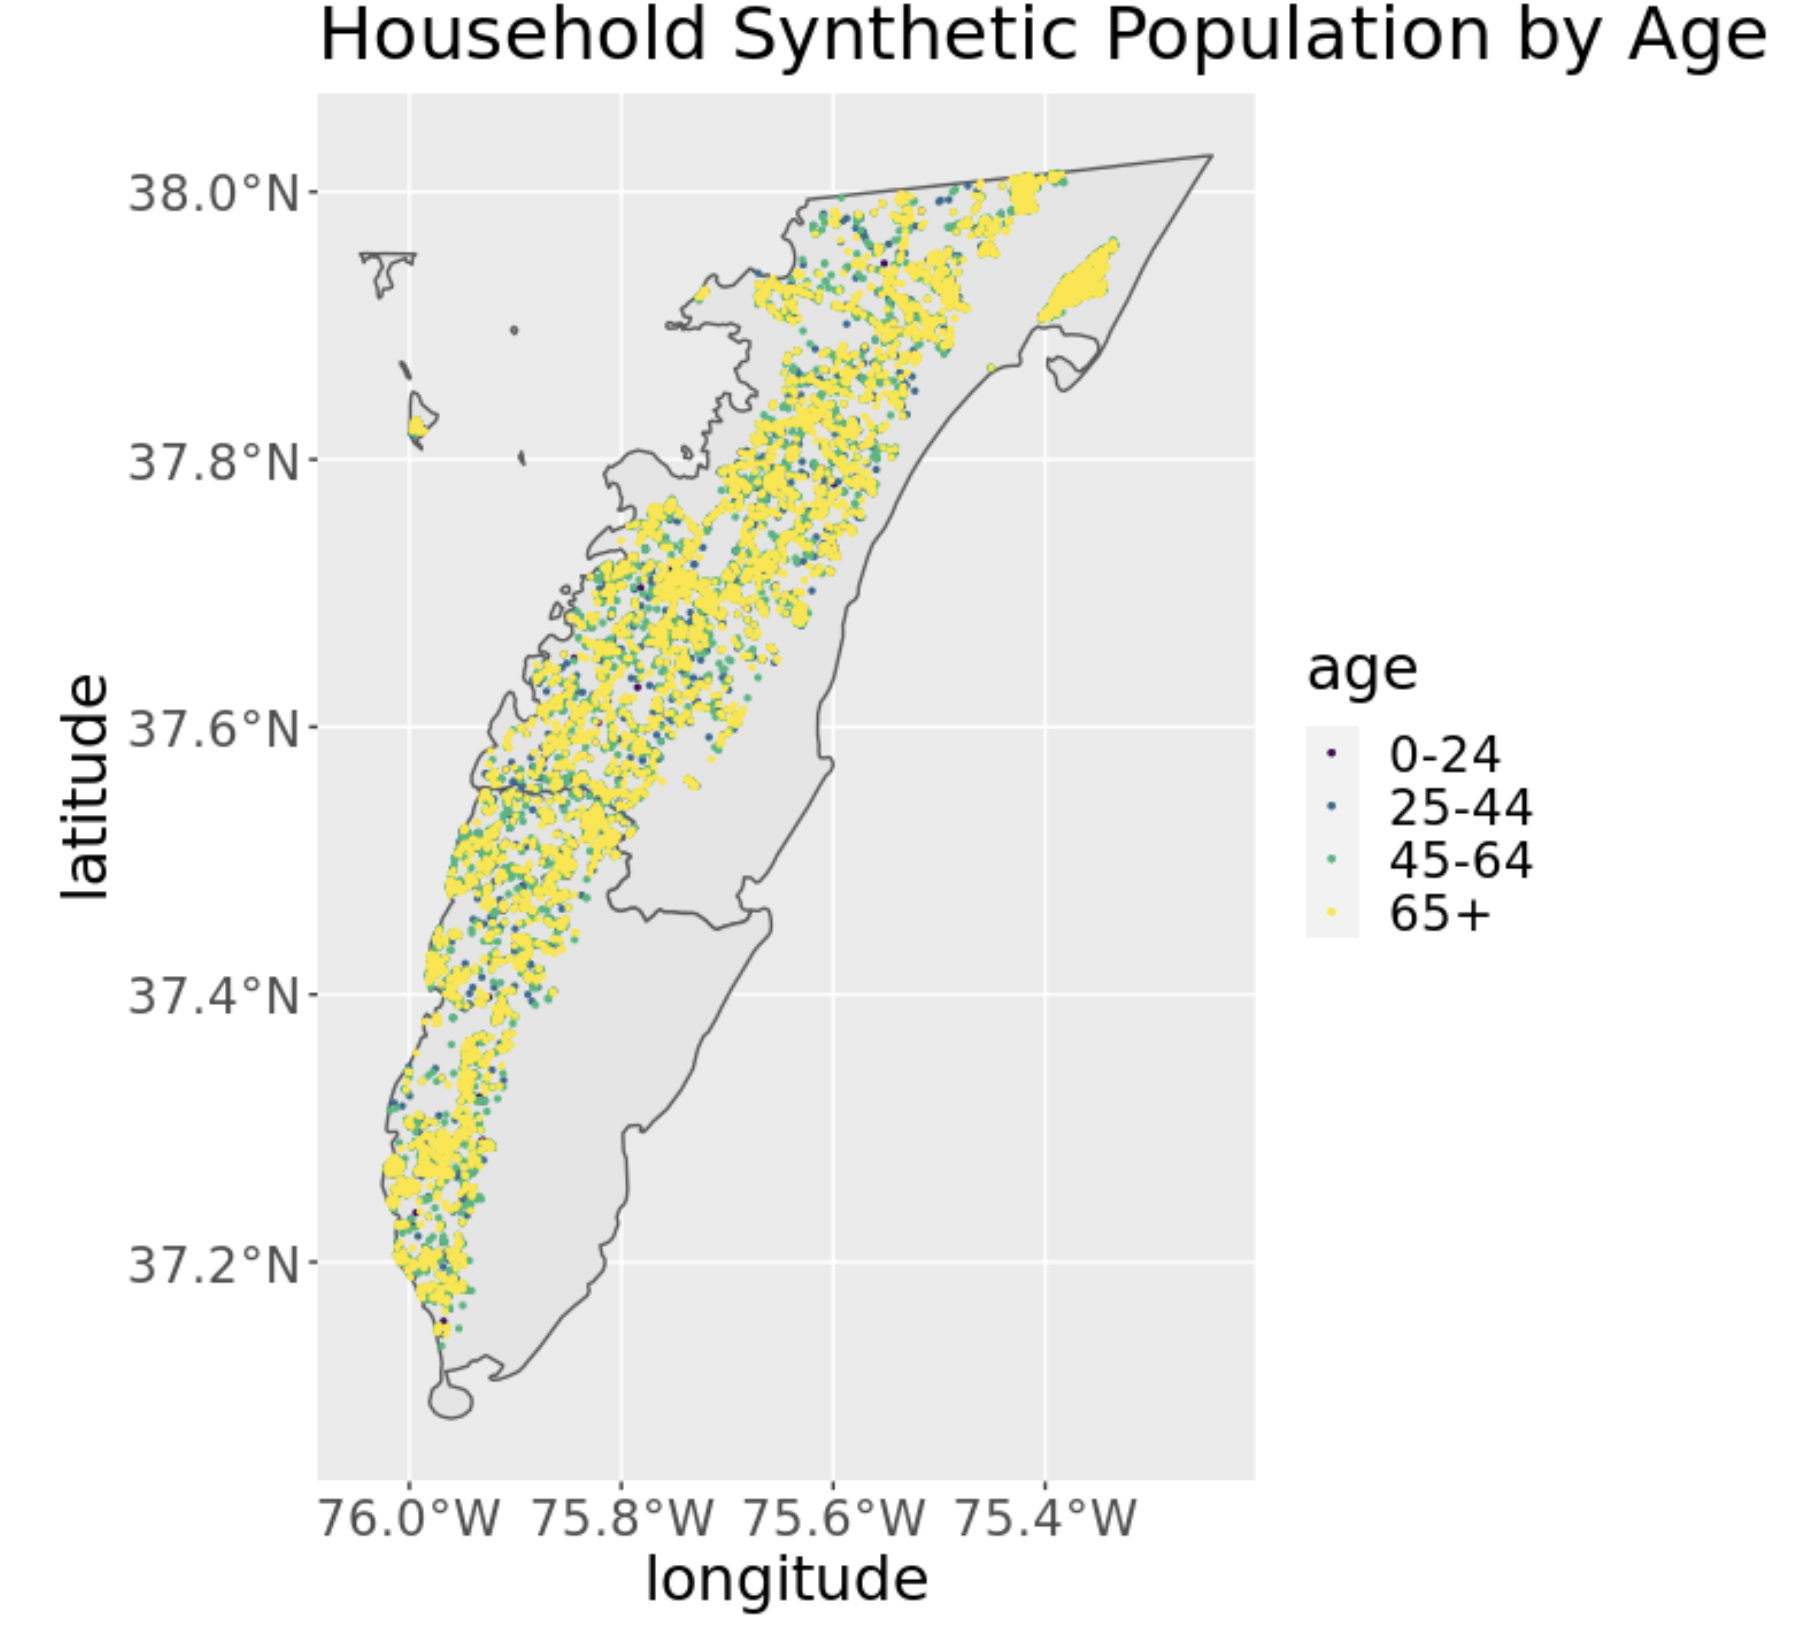 Household Synthetic Population by Age
38.0°N
37.8°N
37.6°N
37.4°N
37.2°N
latitude
76.0°W 75.8°W 75.6°W 75.4°W
longitude
age
0-24
25-44
45-64
65+